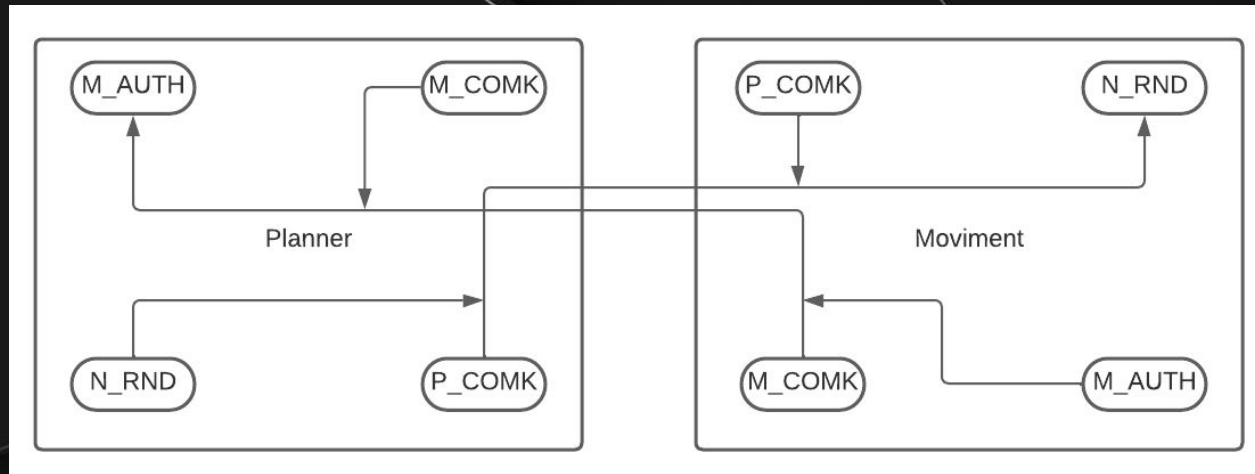 M_AUTH
M_COMK
P_COMK
N_RND
Planner
Moviment
N_RND
P_COMK
M_COMK
M_AUTH